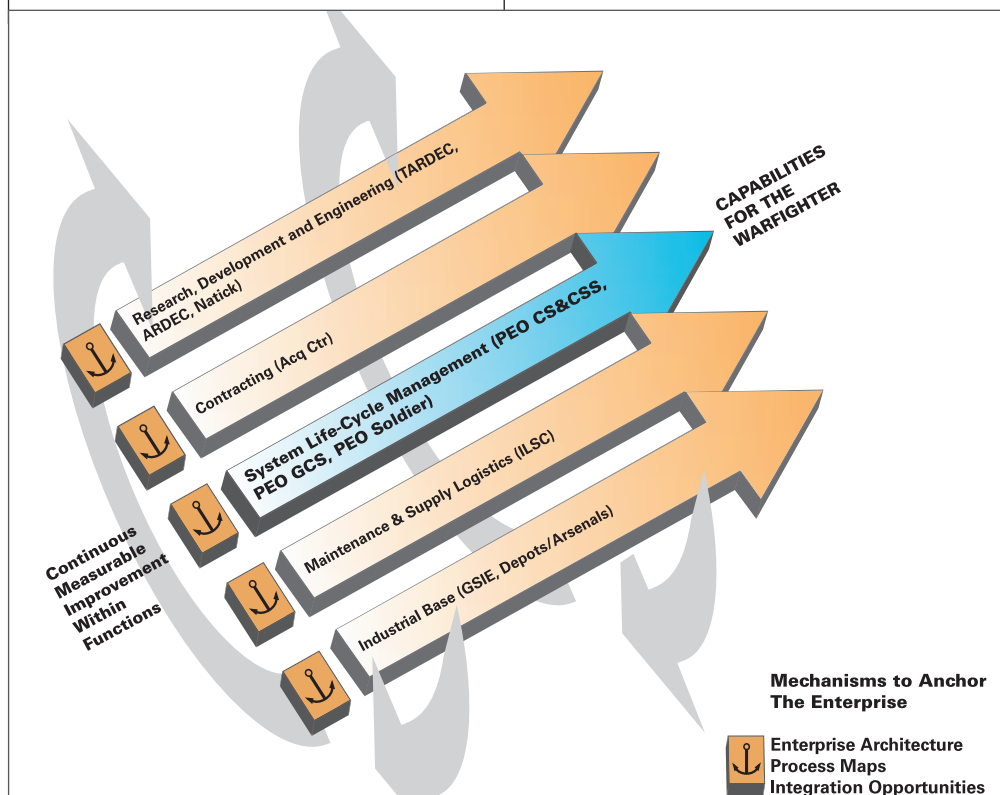 Research, Development and Engineering (TARDEC,
ARDEC, Natick)
Contracting (Acq Ctr)
System Life-Cycle Management (PEO CS&CSS,
PEO GCS, PEO Soldier)
Maintenance & Supply Logistics (ILSC)
Industrial Base (GSIE, Depots/Arsenals)
CAPABILITIES
FOR THE
WARFIGHTER
Continuous
Measurable
Improvement
Within
Functions
Mechanisms to Anchor
The Enterprise
Enterprise Architecture
Process Maps
Integration Opportunities